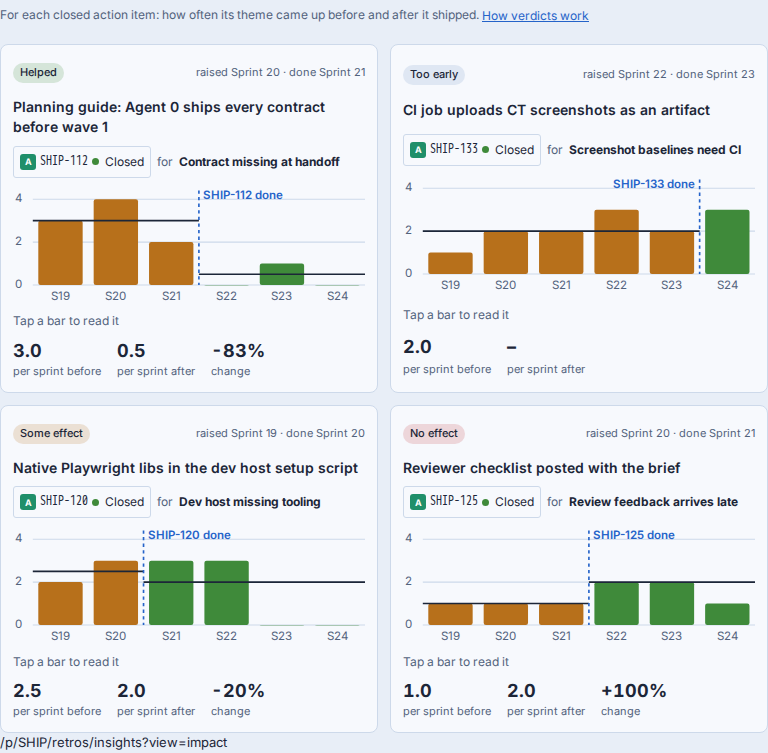 For each closed action item: how often its theme came up before and after it shipped. How verdicts work
Helped
raised Sprint 20 · done Sprint 21
Planning guide: Agent 0 ships every contract
before wave 1
A SHIP-112 Closed for Contract missing at handoff
SHIP-112 done
4
2
0
S19 S20 S21 S22 S23 S24
Tap a bar to read it
3.0 0.5 -83%
per sprint before per sprint after change
Too early
raised Sprint 22 · done Sprint 23
CI job uploads CT screenshots as an artifact
A SHIP-133 Closed for Screenshot baselines need CI
SHIP-133 done
4
2
0
S19 S20 S21 S22 S23 S24
Tap a bar to read it
2.0 –
per sprint before per sprint after
Some effect
raised Sprint 19 · done Sprint 20
Native Playwright libs in the dev host setup script
A SHIP-120 Closed for Dev host missing tooling
SHIP-120 done
4
2
0
S19 S20 S21 S22 S23 S24
Tap a bar to read it
2.5 2.0 -20%
per sprint before per sprint after change
No effect
raised Sprint 20 · done Sprint 21
Reviewer checklist posted with the brief
A SHIP-125 Closed for Review feedback arrives late
SHIP-125 done
4
2
0
S19 S20 S21 S22 S23 S24
Tap a bar to read it
1.0 2.0 +100%
per sprint before per sprint after change
/p/SHIP/retros/insights?view=impact